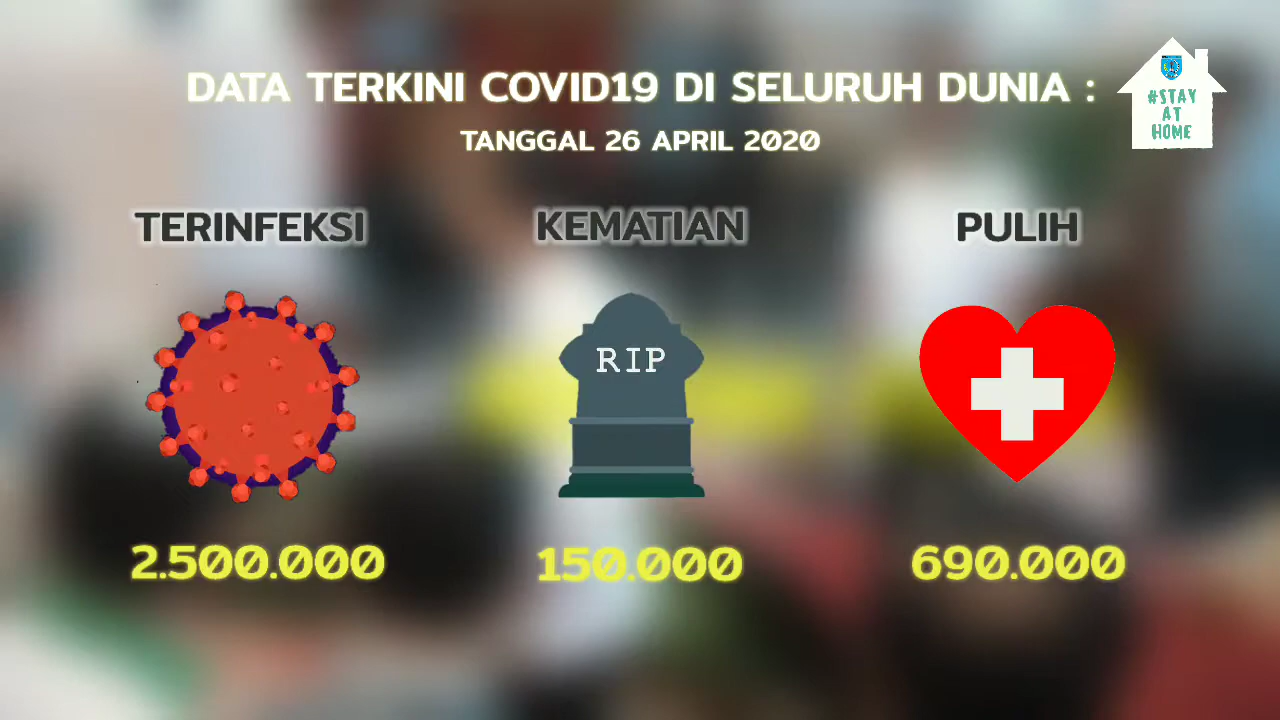 DATA TERKINI COVID19 DI SELURUH DUNIA :
TANGGAL 26 APRIL 2020
#STAY
AT
HOME
TERINFEKSI
KEMATIAN
PULIH
RIP
2.500.000
150.000
690.000